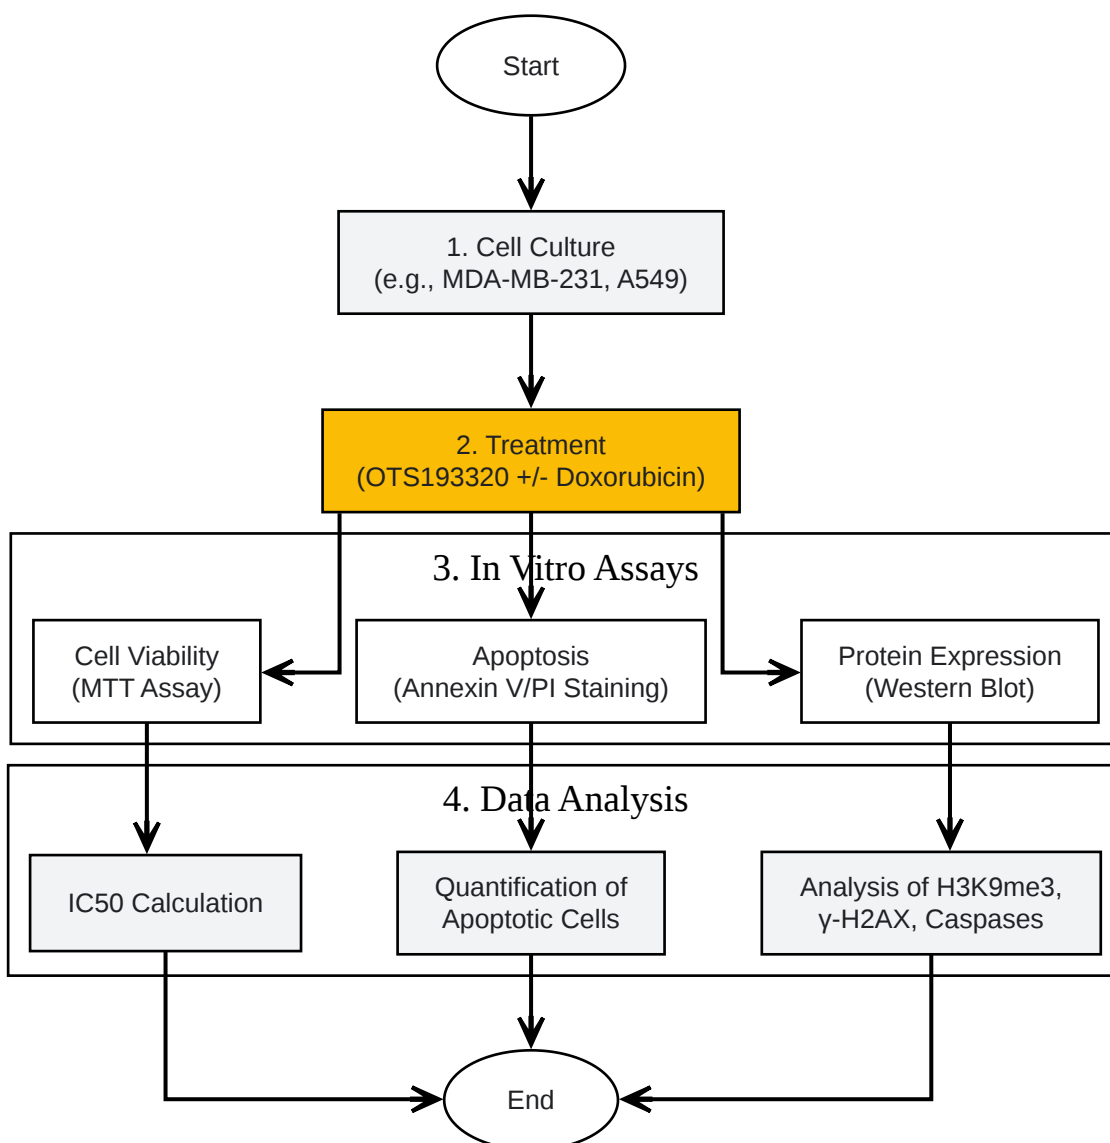 Start
1. Cell Culture
(e.g., MDA-MB-231, A549)
2. Treatment
(OTS193320 +/- Doxorubicin)
3. In Vitro Assays
Cell Viability
(MTT Assay)
Apoptosis
(Annexin V/PI Staining)
Protein Expression
(Western Blot)
4. Data Analysis
IC50 Calculation
Quantification of
Apoptotic Cells
Analysis of H3K9me3,
γ-H2AX, Caspases
End